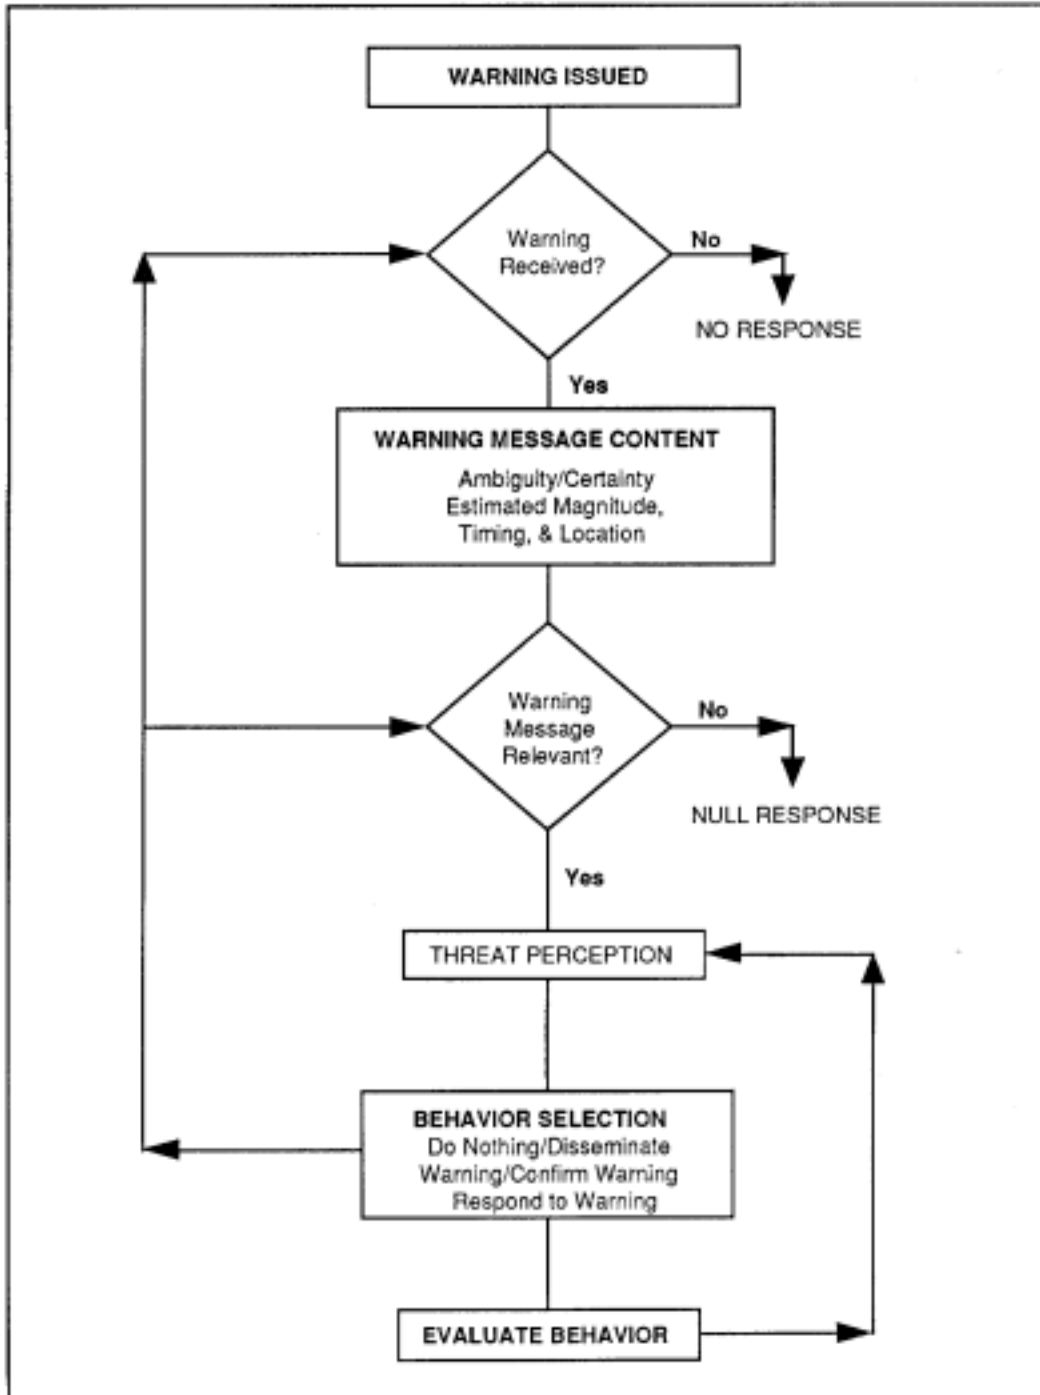 WARNING ISSUED
Warning
Received?
No
NO RESPONSE
Yes
WARNING MESSAGE CONTENT
Ambiguity/Certainty
Estimated Magnitude,
Timing, & Location
Warning
Message
Relevant?
No
NULL RESPONSE
Yes
THREAT PERCEPTION
BEHAVIOR SELECTION
Do Nothing/Disseminate
Warning/Confirm Warning
Respond to Warning
EVALUATE BEHAVIOR